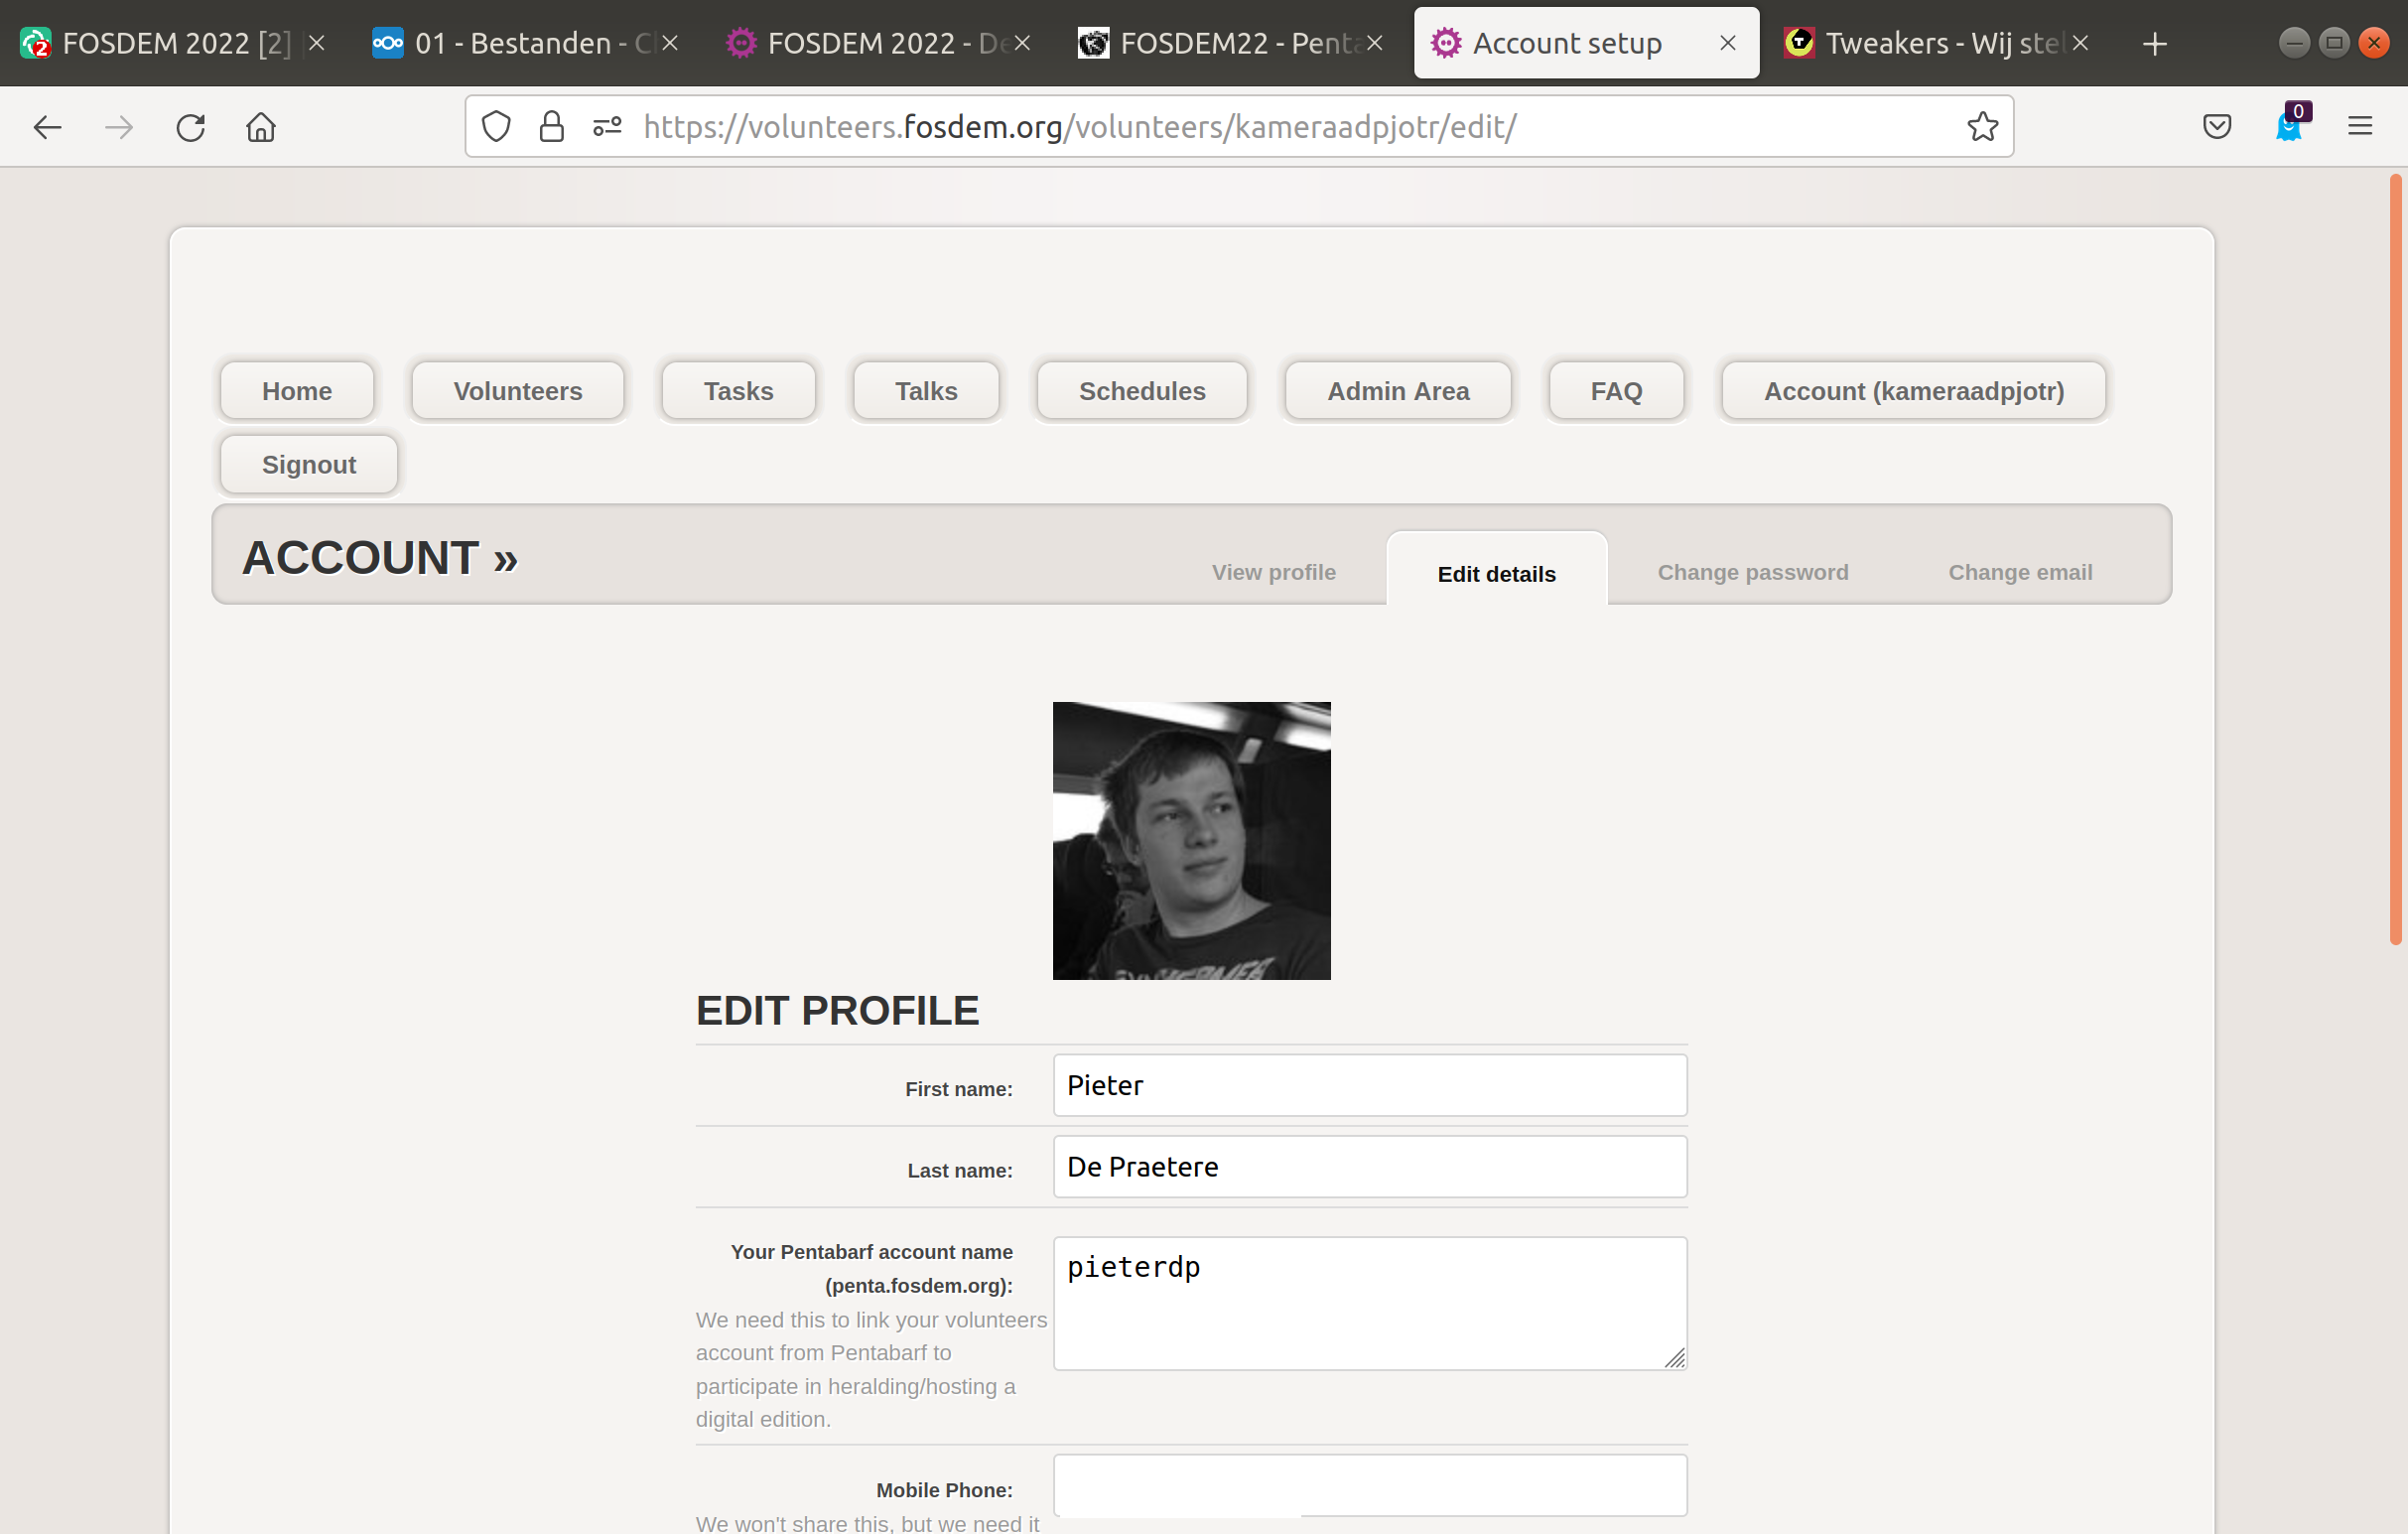 FOSDEM 2022 [2]
01 - Bestanden - C
FOSDEM 2022 - De
FOSDEM22 - Penta
Account setup
Tweakers - Wij stel
https://volunteers.fosdem.org/volunteers/kameraadpjotr/edit/
0
Home
Volunteers
Tasks
Talks
Schedules
Admin Area
FAQ
Account (kameraadpjotr)
Signout
ACCOUNT »
View profile
Edit details
Change password
Change email
EDIT PROFILE
First name:
Pieter
Last name:
De Praetere
Your Pentabarf account name
(penta.fosdem.org):
pieterdp
We need this to link your volunteers
account from Pentabarf to
participate in heralding/hosting a
digital edition.
Mobile Phone:
We won't share this, but we need it